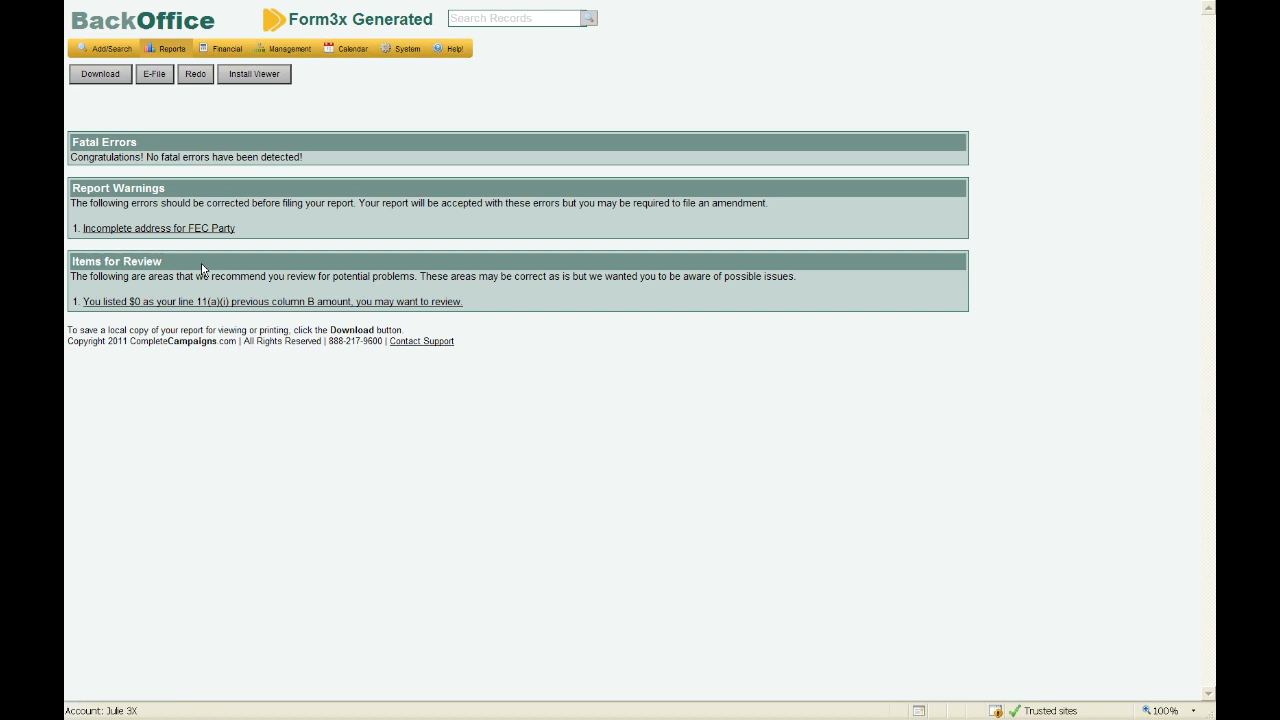 BackOffice
Form3x Generated
Search Records
Add/Search Reports Financial Management Calendar System Help!
Download E-File Redo Install Viewer
Fatal Errors
Congratulations! No fatal errors have been detected!
Report Warnings
The following errors should be corrected before filing your report. Your report will be accepted with these errors but you may be required to file an amendment.
1. Incomplete address for FEC Party
Items for Review
The following are areas that we recommend you review for potential problems. These areas may be correct as is but we wanted you to be aware of possible issues.
1. You listed $0 as your line 11(a)(i) previous column B amount, you may want to review.
To save a local copy of your report for viewing or printing, click the Download button.
Copyright 2011 CompleteCampaigns.com | All Rights Reserved | 888-217-9600 | Contact Support
Account: Julie 3X
Trusted sites
100%